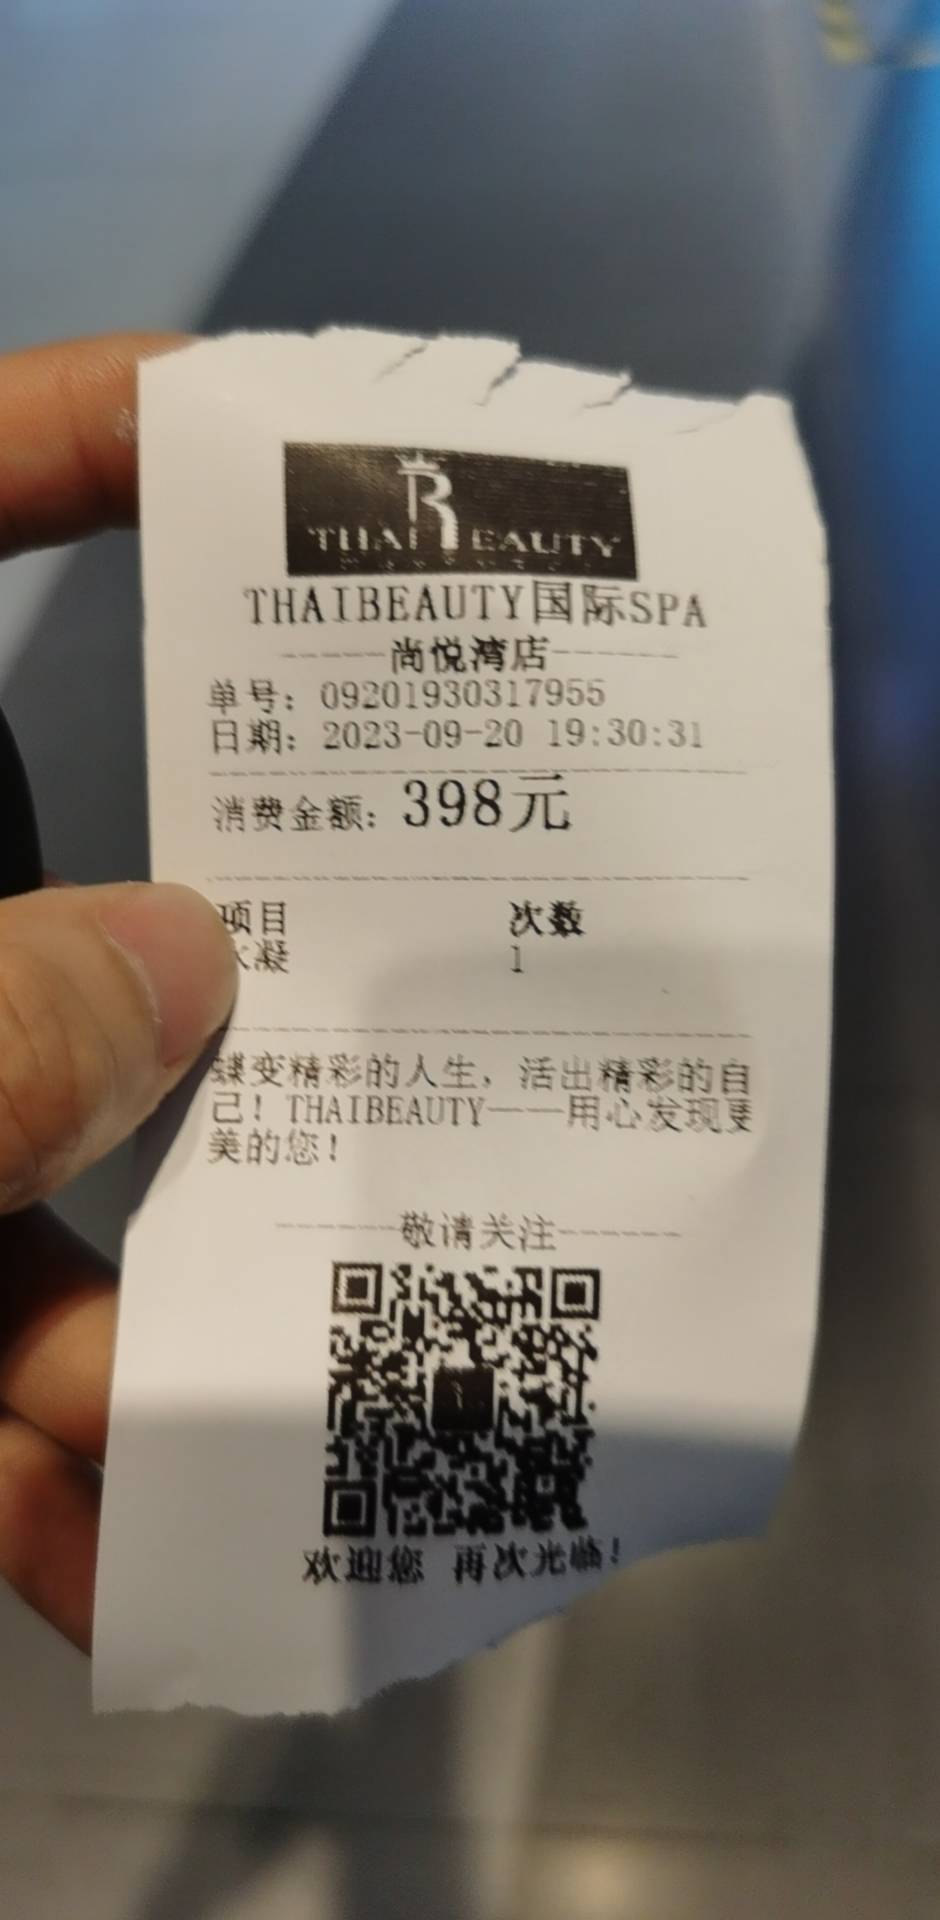 THAI BEAUTY
THAIBEAUTY国际SPA
------尚悦湾店------
单号：09201930317955
日期：2023-09-20 19:30:31
消费金额：398元
项目 次数
凝 1
蝶变精彩的人生，活出精彩的自
己！THAIBEAUTY——用心发现更
美的您！
------敬请关注------
欢迎您 再次光临！